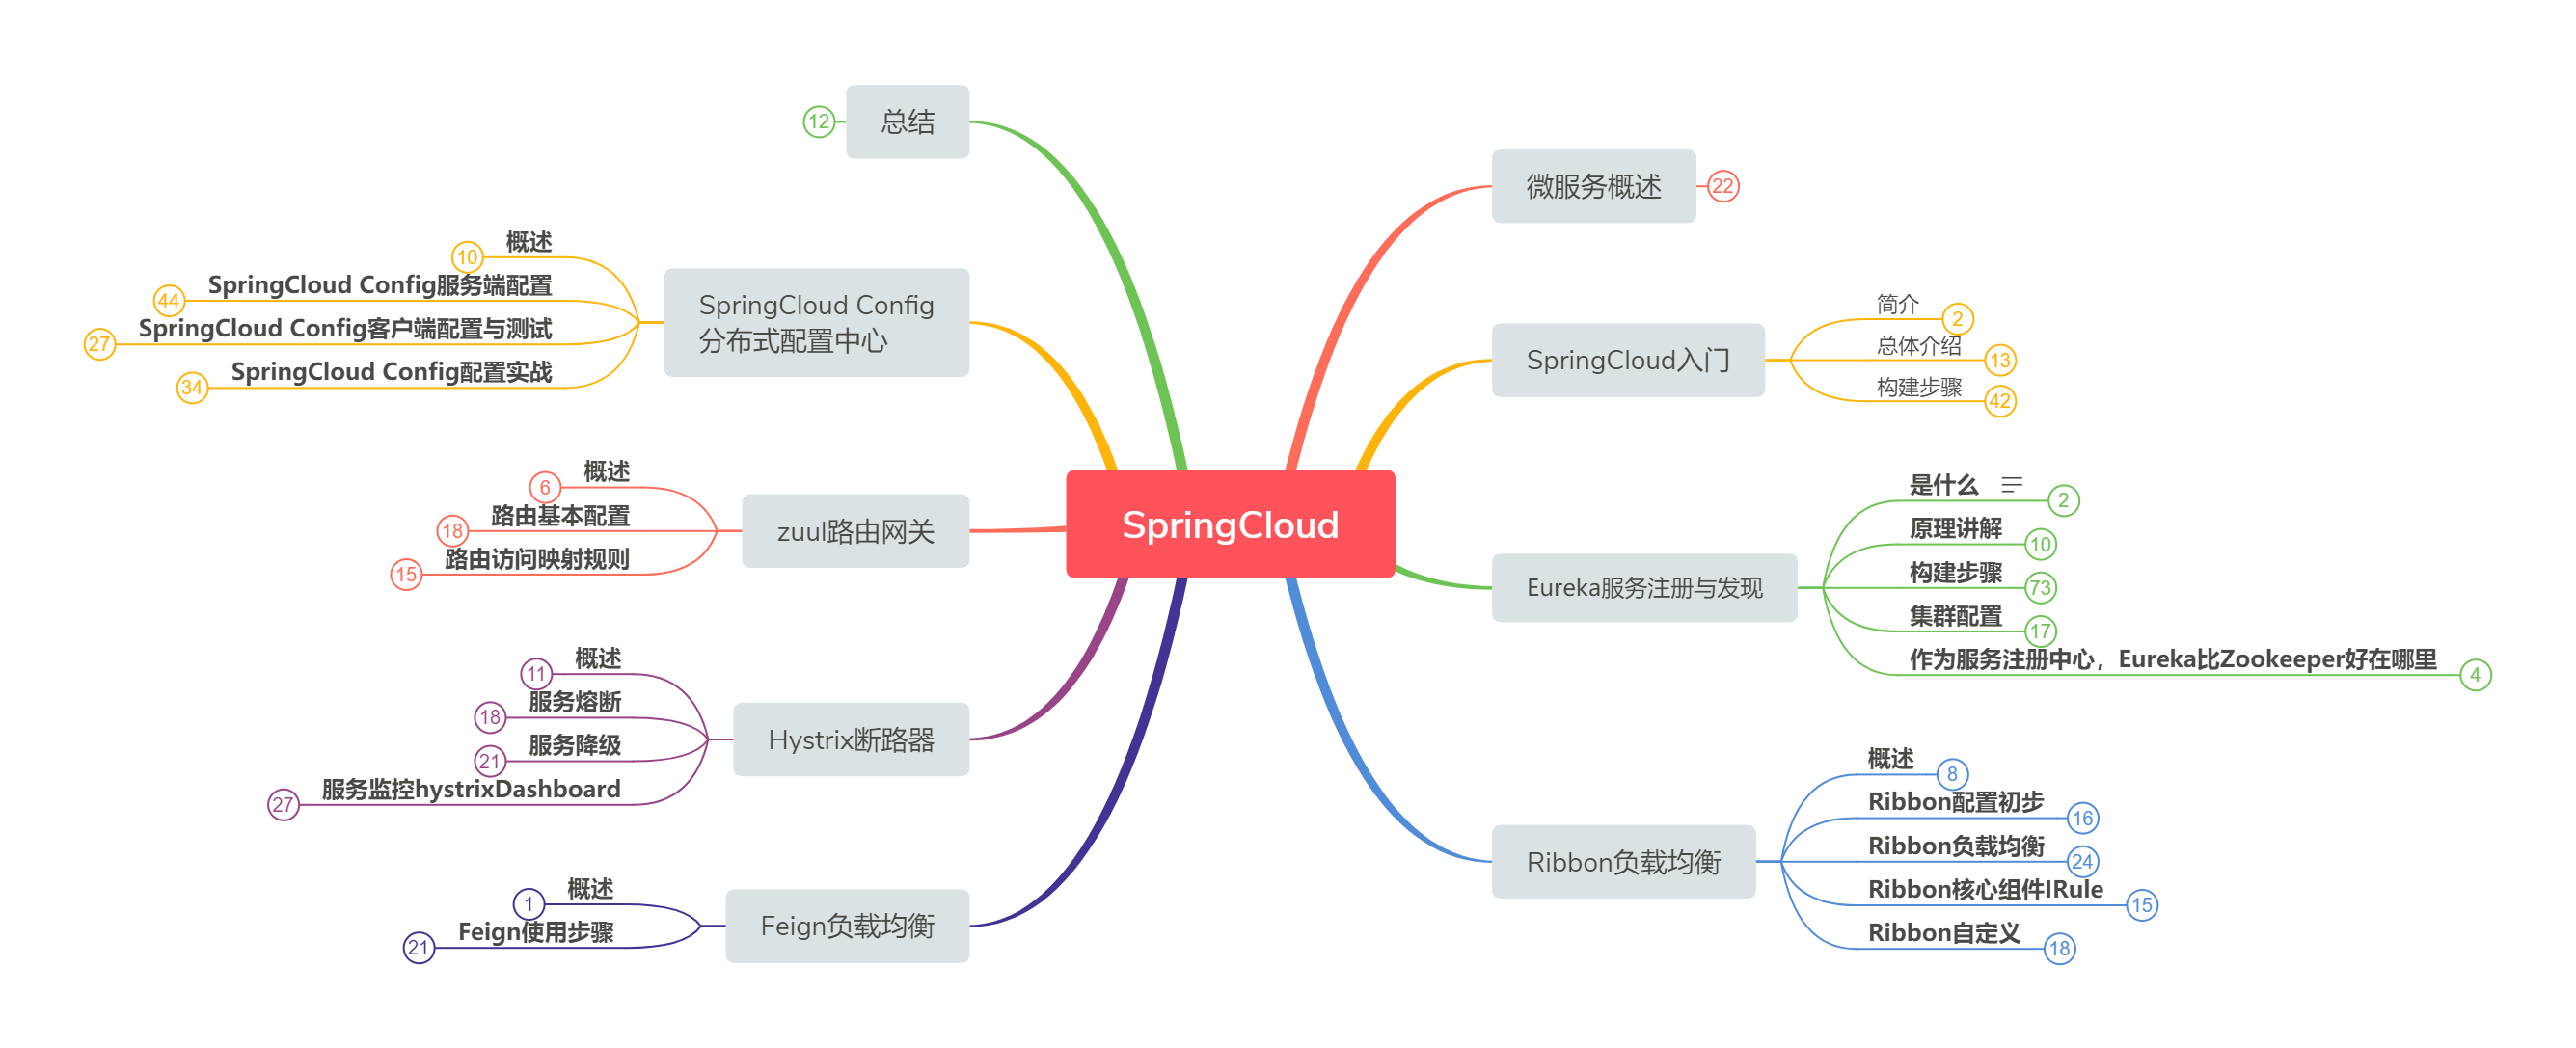 SpringCloud
微服务概述
22
SpringCloud入门
简介
2
总体介绍
13
构建步骤
42
Eureka服务注册与发现
是什么
2
原理讲解
10
构建步骤
73
集群配置
17
作为服务注册中心，Eureka比Zookeeper好在哪里
4
Ribbon负载均衡
概述
8
Ribbon配置初步
16
Ribbon负载均衡
24
Ribbon核心组件IRule
15
Ribbon自定义
18
总结
12
SpringCloud Config
分布式配置中心
概述
10
SpringCloud Config服务端配置
44
SpringCloud Config客户端配置与测试
27
SpringCloud Config配置实战
34
zuul路由网关
概述
6
路由基本配置
18
路由访问映射规则
15
Hystrix断路器
概述
11
服务熔断
18
服务降级
21
服务监控hystrixDashboard
27
Feign负载均衡
概述
1
Feign使用步骤
21